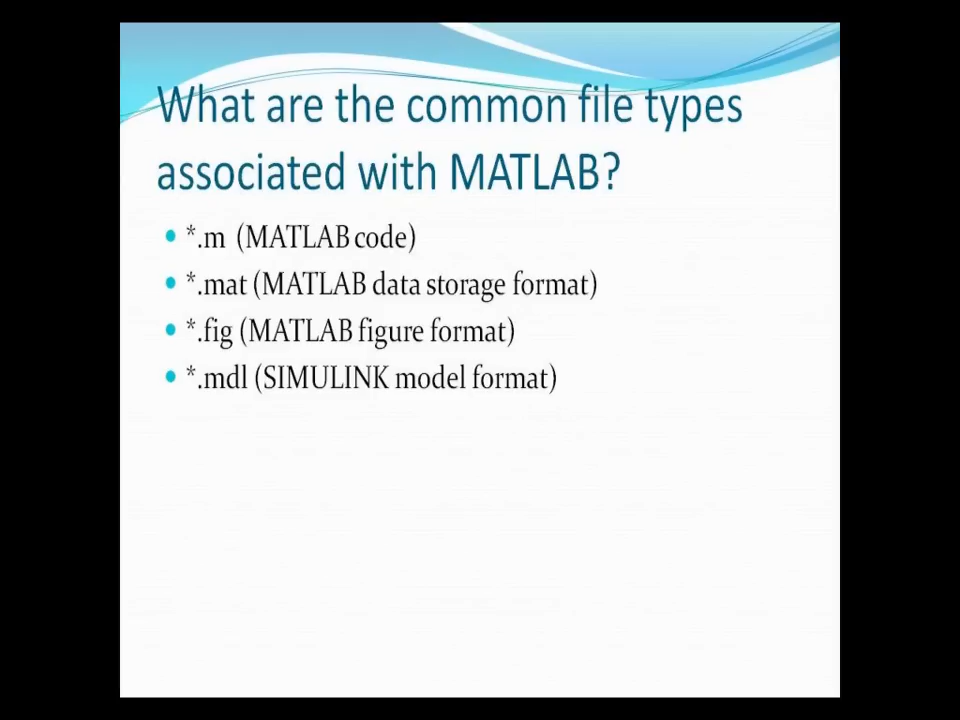 What are the common file types
associated with MATLAB?
*.m (MATLAB code)
*.mat (MATLAB data storage format)
*.fig (MATLAB figure format)
*.mdl (SIMULINK model format)